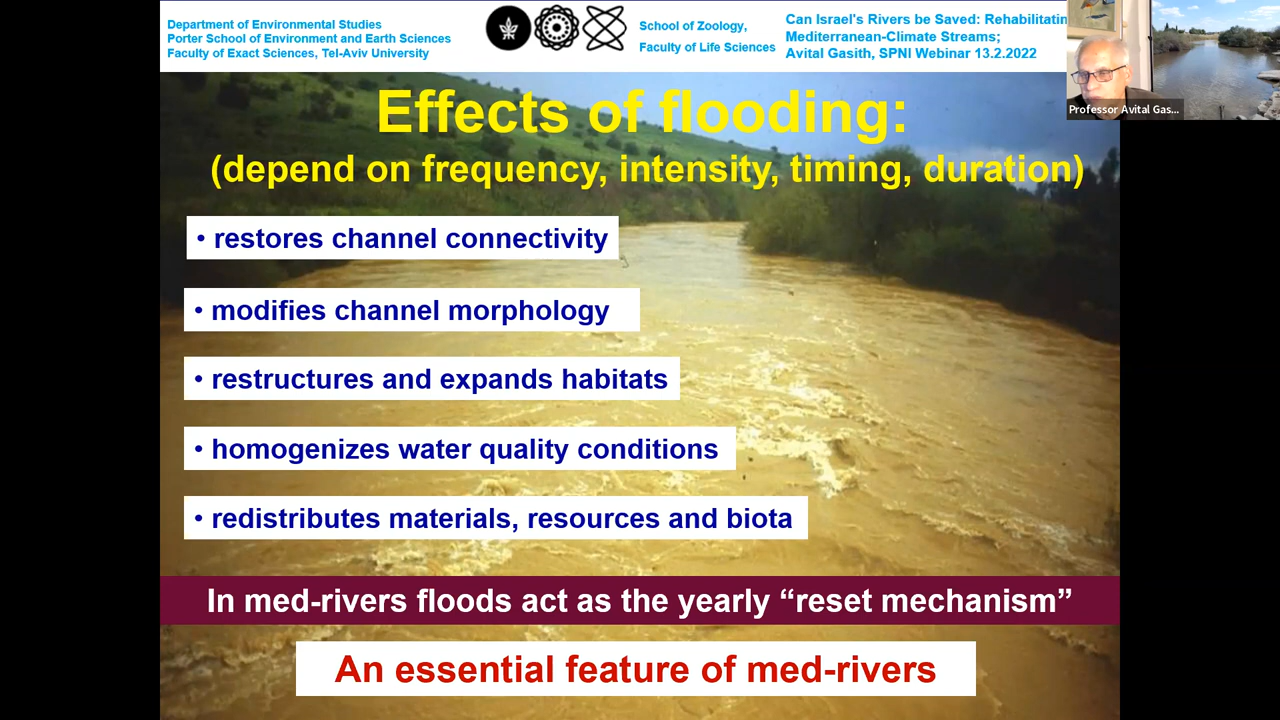 Department of Environmental Studies
Porter School of Environment and Earth Sciences
Faculty of Exact Sciences, Tel-Aviv University
School of Zoology,
Faculty of Life Sciences
Can Israel's Rivers be Saved: Rehabilitatin
Mediterranean-Climate Streams;
Avital Gasith, SPNI Webinar 13.2.2022
Professor Avital Gas...
Effects of flooding:
(depend on frequency, intensity, timing, duration)
• restores channel connectivity
• modifies channel morphology
• restructures and expands habitats
• homogenizes water quality conditions
• redistributes materials, resources and biota
In med-rivers floods act as the yearly “reset mechanism”
An essential feature of med-rivers